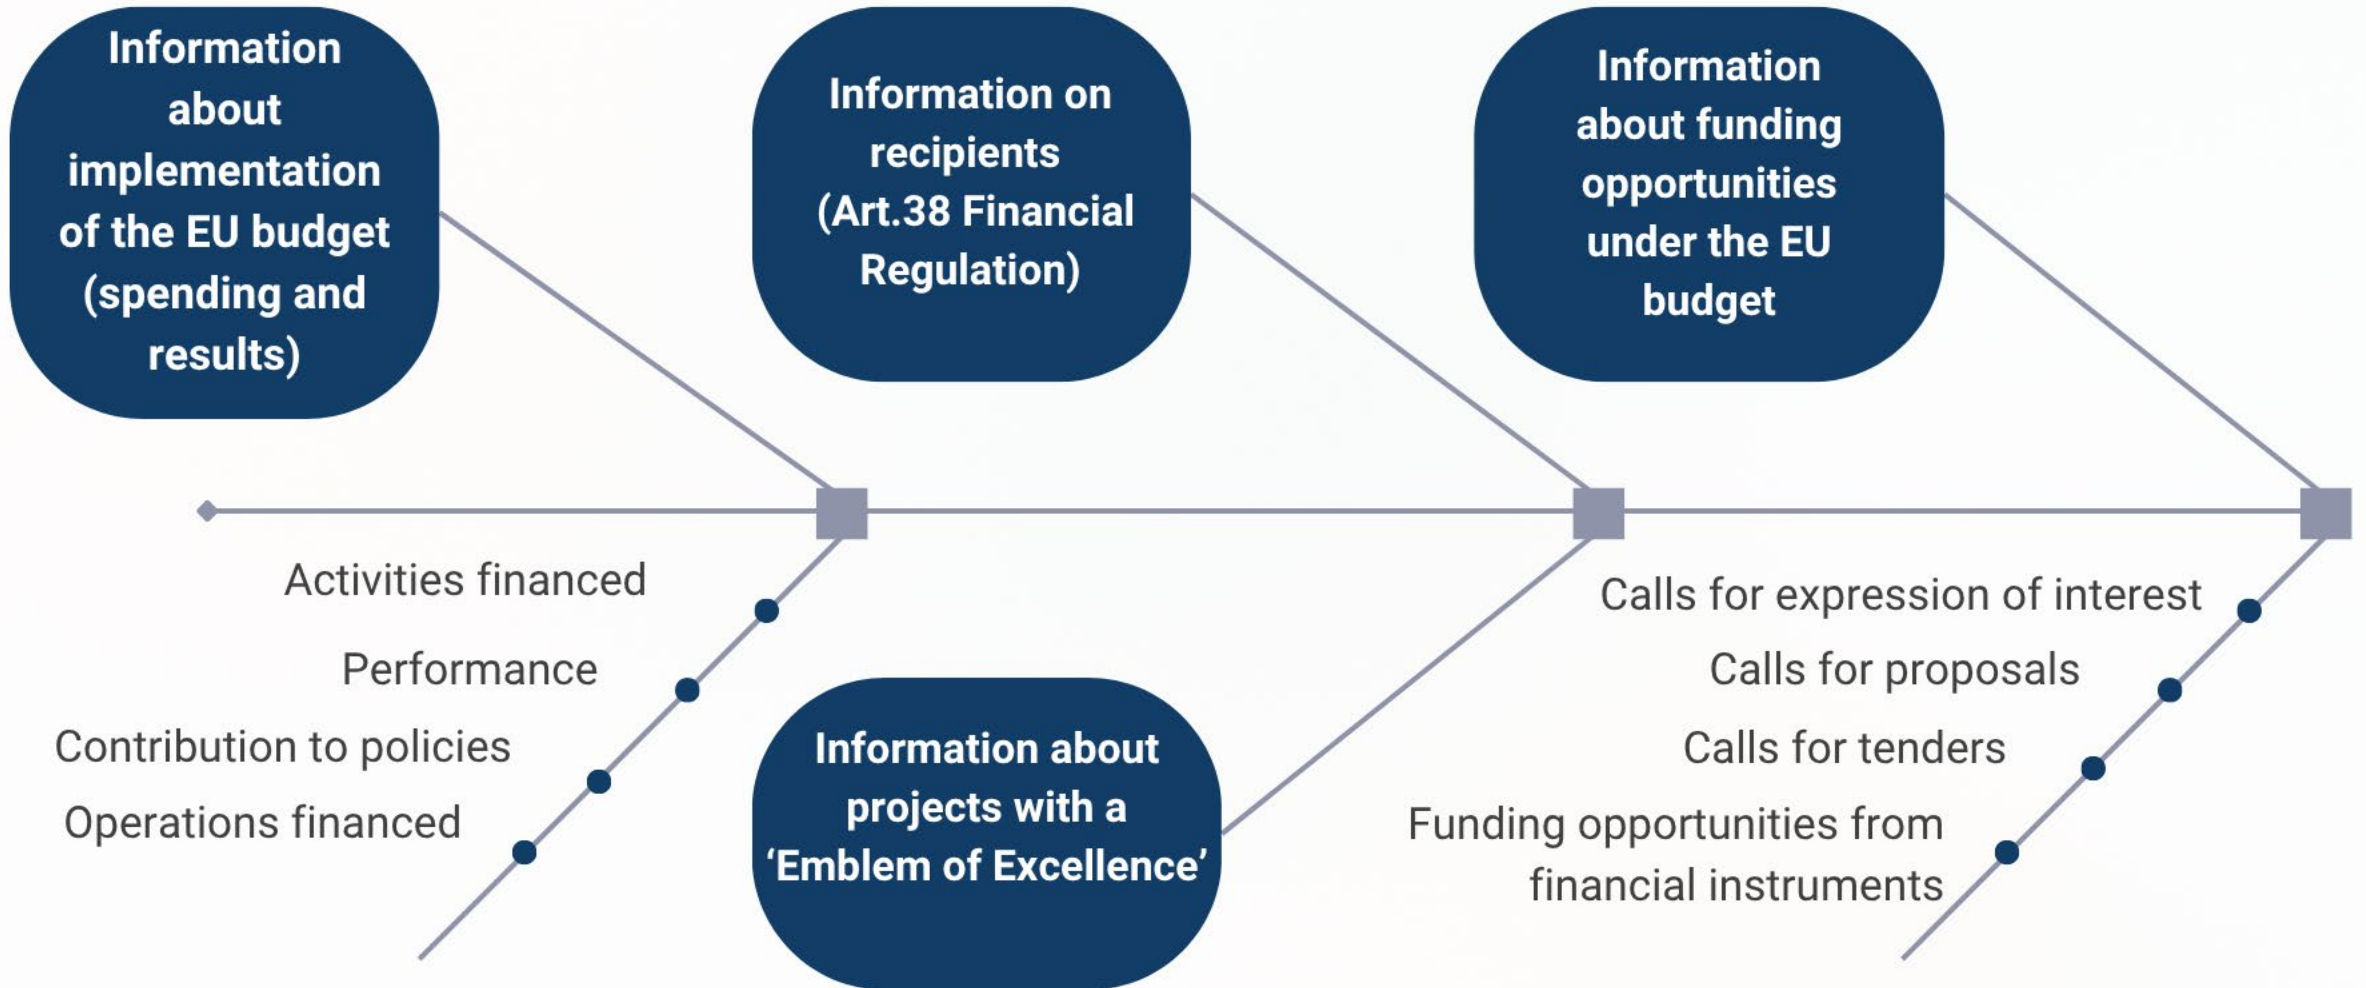 Information
about
implementation
of the EU budget
(spending and
results)
Information on
recipients
(Art.38 Financial
Regulation)
Information
about funding
opportunities
under the EU
budget
Activities financed
Performance
Contribution to policies
Operations financed
Information about
projects with a
‘Emblem of Excellence’
Calls for expression of interest
Calls for proposals
Calls for tenders
Funding opportunities from
financial instruments